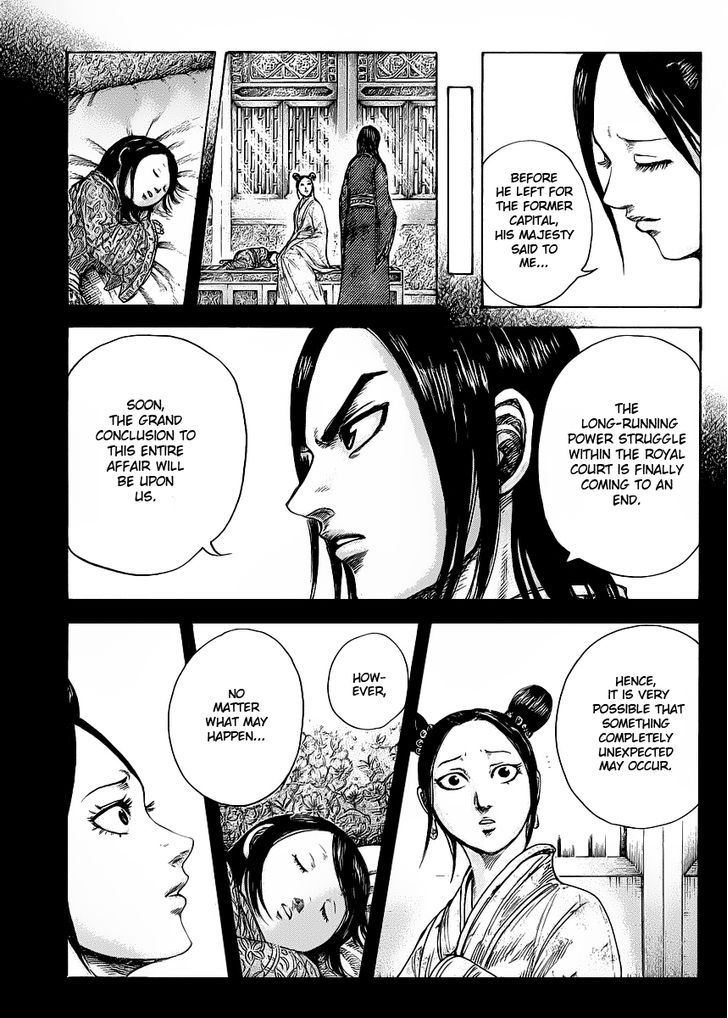 BEFORE
HE LEFT FOR
THE FORMER
CAPITAL,
HIS MAJESTY
SAID TO
ME...
THE
LONG-RUNNING
POWER STRUGGLE
WITHIN THE ROYAL
COURT IS FINALLY
COMING TO AN
END.
SOON,
THE GRAND
CONCLUSION TO
THIS ENTIRE
AFFAIR WILL
BE UPON
US.
HENCE,
IT IS VERY
POSSIBLE THAT
SOMETHING
COMPLETELY
UNEXPECTED
MAY OCCUR.
HOW-
EVER,
NO
MATTER
WHAT MAY
HAPPEN...